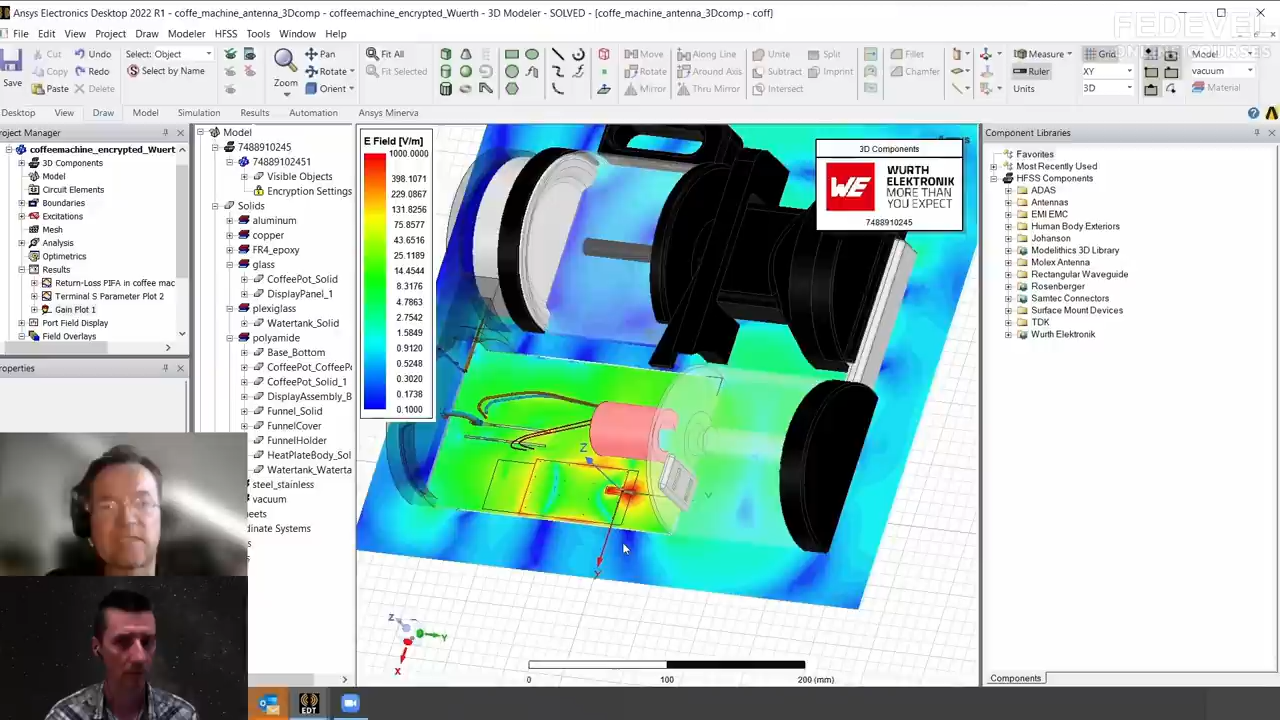 Ansys Electronics Desktop 2022 R1 - coffe_machine_antenna_3Dcomp - coffeemachine_encrypted_Wuerth - 3D Modeler - SOLVED - [coffe_machine_antenna_3Dcomp - coff]
FEDEVEL
File Edit View Project Draw Modeler HFSS Tools Window Help
Save
Cut
Copy
Paste
Undo
Redo
Delete
Select: Object
Select by Name
Zoom
Pan
Rotate
Orient
Fit All
Fit Selected
Move
Rotate
Mirror
Along Line
Around Axis
Thru Mirror
Unite
Subtract
Intersect
Split
Imprint
Fillet
Chamfer
Measure
Ruler
Units
Grid
XY
3D
Model
vacuum
Material
Desktop View Draw Model Simulation Results Automation Ansys Minerva
roject Manager
coffeemachine_encrypted_Wuert
3D Components
Model
Circuit Elements
Boundaries
Excitations
Mesh
Analysis
Optimetrics
Results
Return-Loss PIFA in coffee mac
Terminal S Parameter Plot 2
Gain Plot 1
Port Field Display
Field Overlays
roperties
Model
7488910245
74889102451
Visible Objects
Encryption Settings
Solids
aluminum
copper
FR4_epoxy
glass
CoffeePot_Solid
DisplayPanel_1
plexiglass
Watertank_Solid
polyamide
Base_Bottom
CoffeePot_CoffeePo
CoffeePot_Solid_1
DisplayAssembly_B
Funnel_Solid
FunnelCover
FunnelHolder
HeatPlateBody_Sol
Watertank_Waterta
steel_stainless
vacuum
heets
rdinate Systems
E Field [V/m]
1000.0000
398.1071
229.0867
131.8256
75.8577
43.6516
25.1189
14.4544
8.3176
4.7863
2.7542
1.5849
0.9120
0.5248
0.3020
0.1738
0.1000
3D Components
WE
WURTH
ELEKTRONIK
MORE THAN
YOU EXPECT
7488910245
Z
Y
Z
Y
X
0 100 200 (mm)
Component Libraries
Favorites
Most Recently Used
HFSS Components
ADAS
Antennas
EMI EMC
Human Body Exteriors
Johanson
Modelithics 3D Library
Molex Antenna
Rectangular Waveguide
Rosenberger
Samtec Connectors
Surface Mount Devices
TDK
Wurth Elektronik
Components
EDT